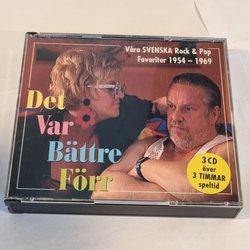 Våra SVENSKA Rock & Pop
Favoriter 1954 – 1969
Det
Var
Bättre
Förr
3 CD
över
3 TIMMAR
speltid